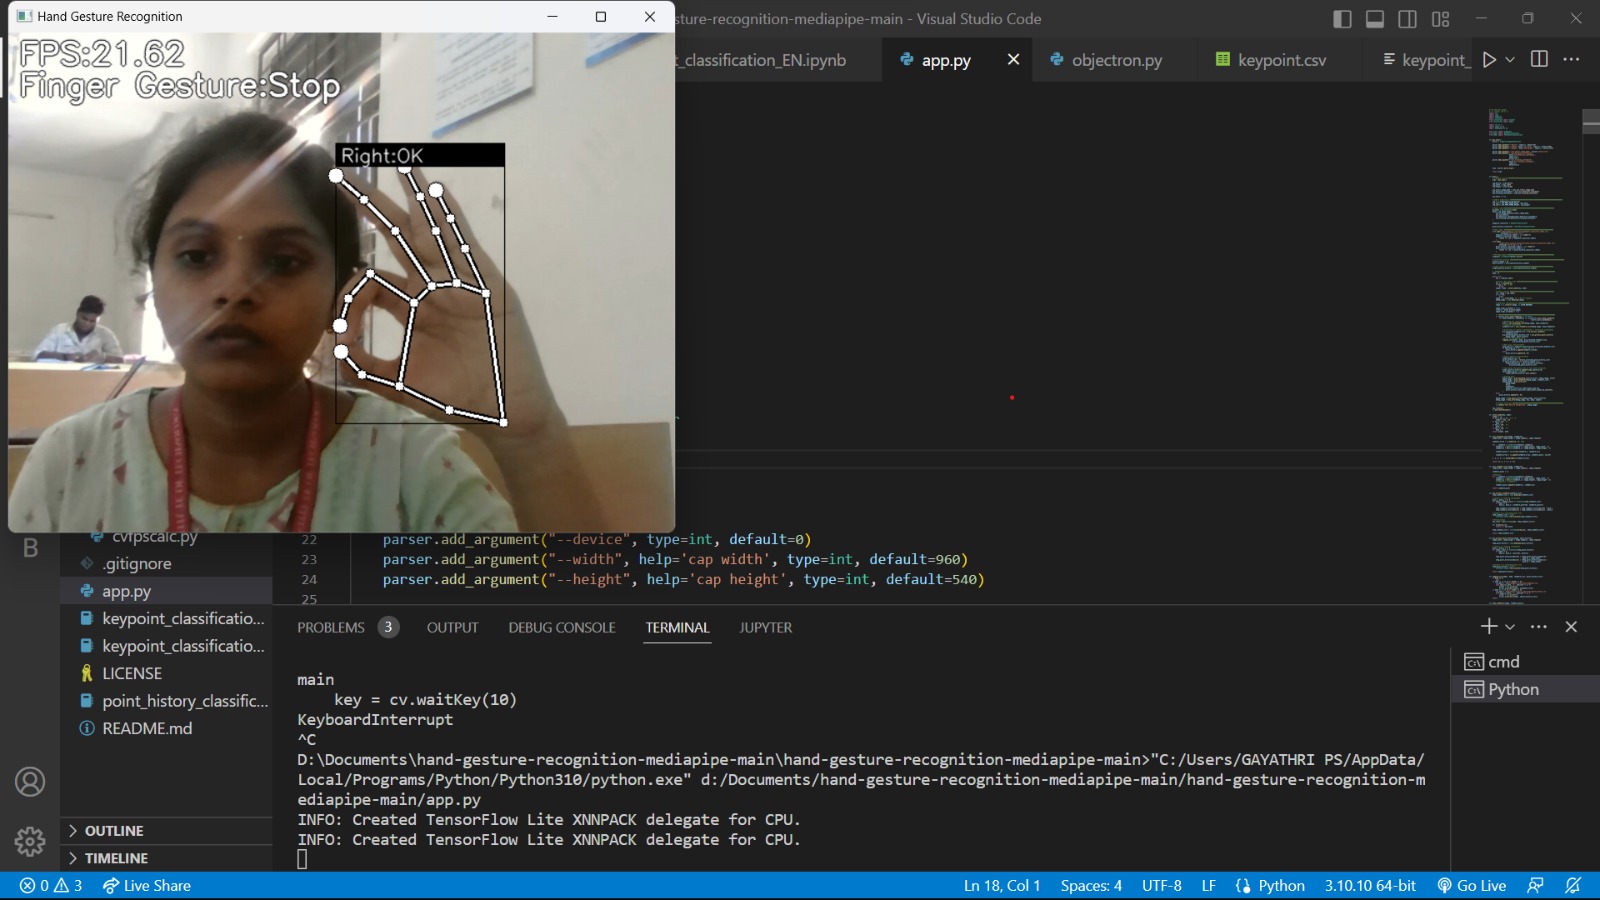 Hand Gesture Recognition
FPS:21.62
Finger Gesture:Stop
Right:OK
sture-recognition-mediapipe-main - Visual Studio Code
t_classification_EN.ipynb
app.py
objectron.py
keypoint.csv
keypoint_
B
cvfpscalc.py
.gitignore
app.py
keypoint_classificatio...
keypoint_classificatio...
LICENSE
point_history_classific...
README.md
OUTLINE
TIMELINE
22 parser.add_argument("--device", type=int, default=0)
23 parser.add_argument("--width", help='cap width', type=int, default=960)
24 parser.add_argument("--height", help='cap height', type=int, default=540)
25
PROBLEMS 3 OUTPUT DEBUG CONSOLE TERMINAL JUPYTER
main
key = cv.waitKey(10)
KeyboardInterrupt
^C
D:\Documents\hand-gesture-recognition-mediapipe-main\hand-gesture-recognition-mediapipe-main>"C:/Users/GAYATHRI PS/AppData/
Local/Programs/Python/Python310/python.exe" d:/Documents/hand-gesture-recognition-mediapipe-main/hand-gesture-recognition-m
ediapipe-main/app.py
INFO: Created TensorFlow Lite XNNPACK delegate for CPU.
INFO: Created TensorFlow Lite XNNPACK delegate for CPU.
cmd
Python
0 3 Live Share
Ln 18, Col 1 Spaces: 4 UTF-8 LF Python 3.10.10 64-bit Go Live